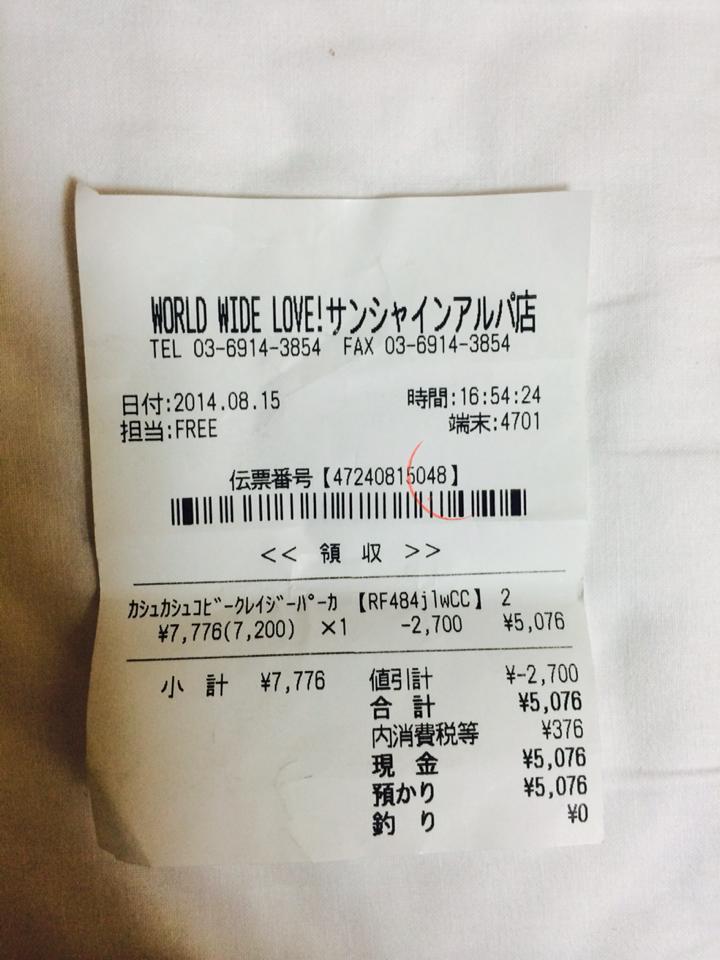 WORLD WIDE LOVE!サンシャインアルパ店
TEL 03-6914-3854 FAX 03-6914-3854
日付:2014.08.15 時間:16:54:24
担当:FREE 端末:4701
伝票番号【47240815048】
<< 領 収 >>
ｶｼｭｶｼｭｺﾋﾞｰｸﾚｲｼﾞｰﾊﾟｰｶ 【RF484jlwCC】 2
¥7,776(7,200) ×1 -2,700 ¥5,076
小 計 ¥7,776 値引計 ¥-2,700
合 計 ¥5,076
内消費税等 ¥376
現 金 ¥5,076
預かり ¥5,076
釣 り ¥0